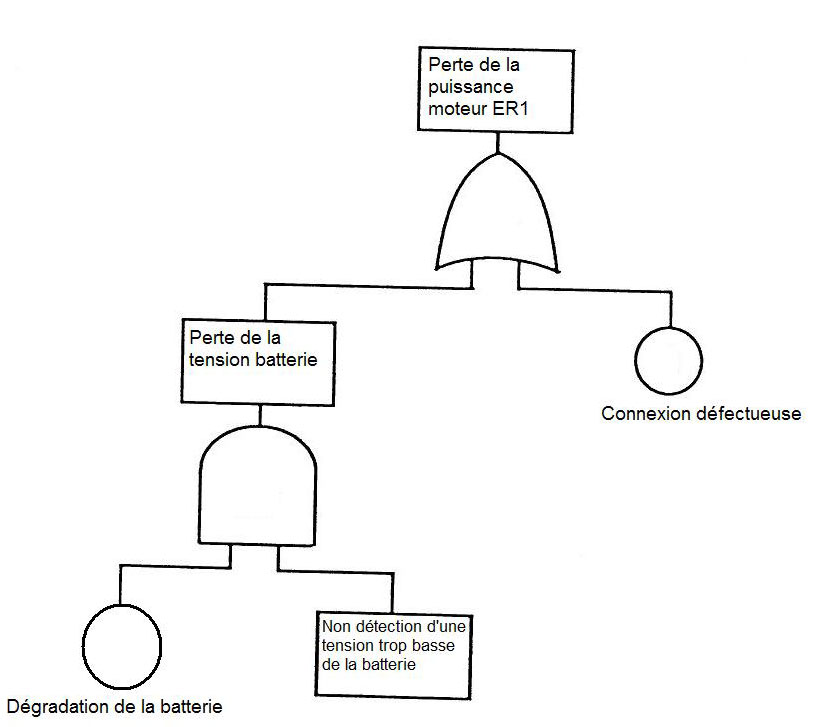 Perte de la
puissance
moteur ER1
Perte de la
tension batterie
Connexion défectueuse
Non détection d'une
tension trop basse
de la batterie
Dégradation de la batterie